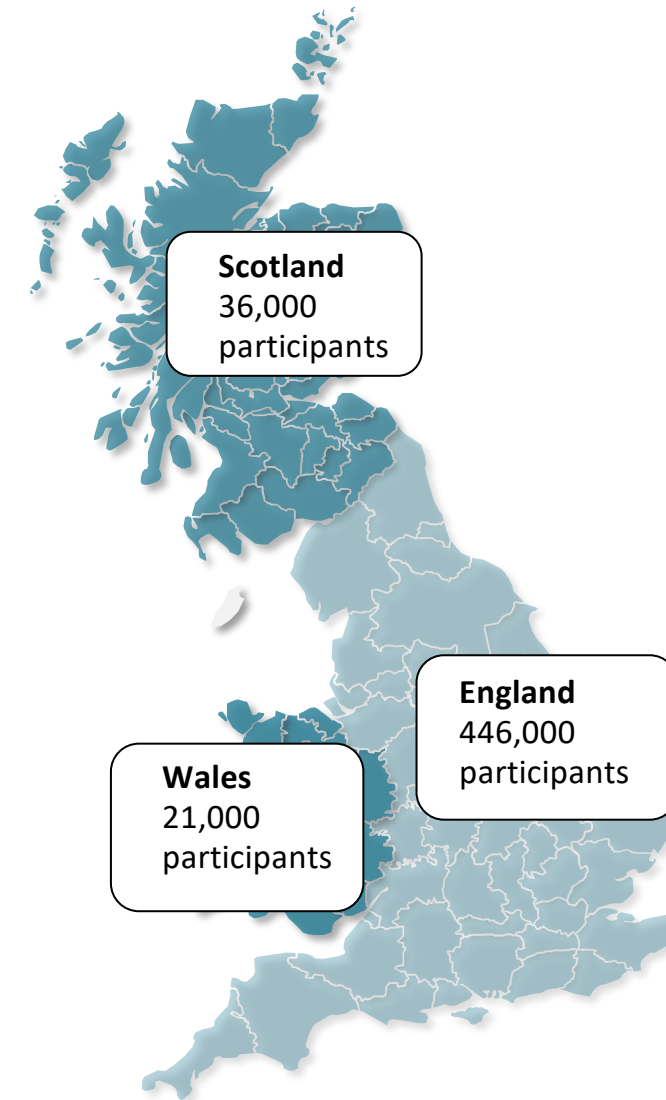 Scotland
36,000
participants
England
446,000
participants
Wales
21,000
participants